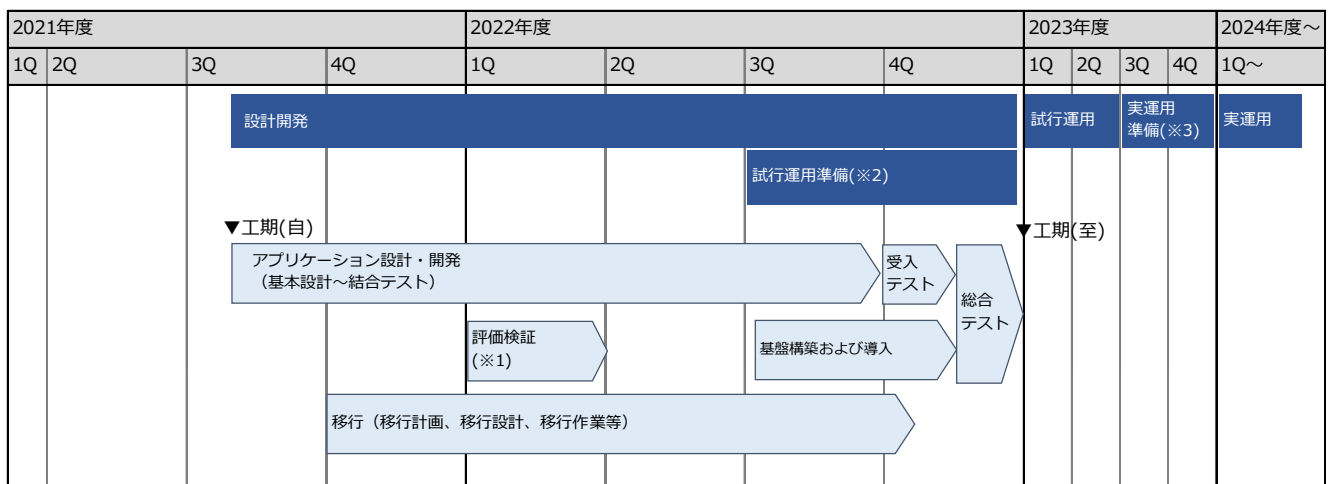 2021年度 2022年度 2023年度 2024年度～
1Q 2Q 3Q 4Q 1Q 2Q 3Q 4Q 1Q 2Q 3Q 4Q 1Q～
設計開発
試行運用
実運用
準備(※3)
実運用
試行運用準備(※2)
▼工期(自)
▼工期(至)
アプリケーション設計・開発
（基本設計～結合テスト）
受入
テスト
総合
テスト
評価検証
(※1)
基盤構築および導入
移行（移行計画、移行設計、移行作業等）